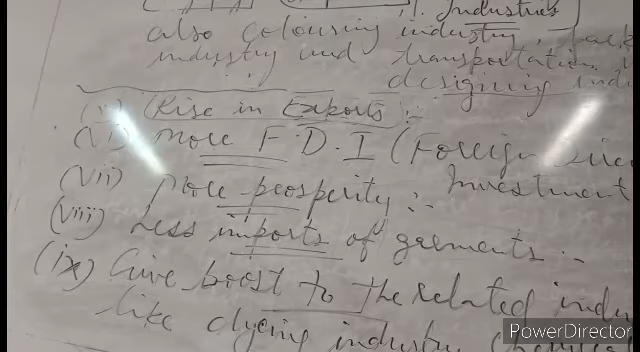 Industries
also colouring industry,
industry and transportation
designing
(v) Rise in Exports :-
(vi) More F.D.I (Foreign
(vii) More prosperity :- Investment
(viii) Less imports of garments :-
(ix) Give boost to the related
like dyeing industry
PowerDirector